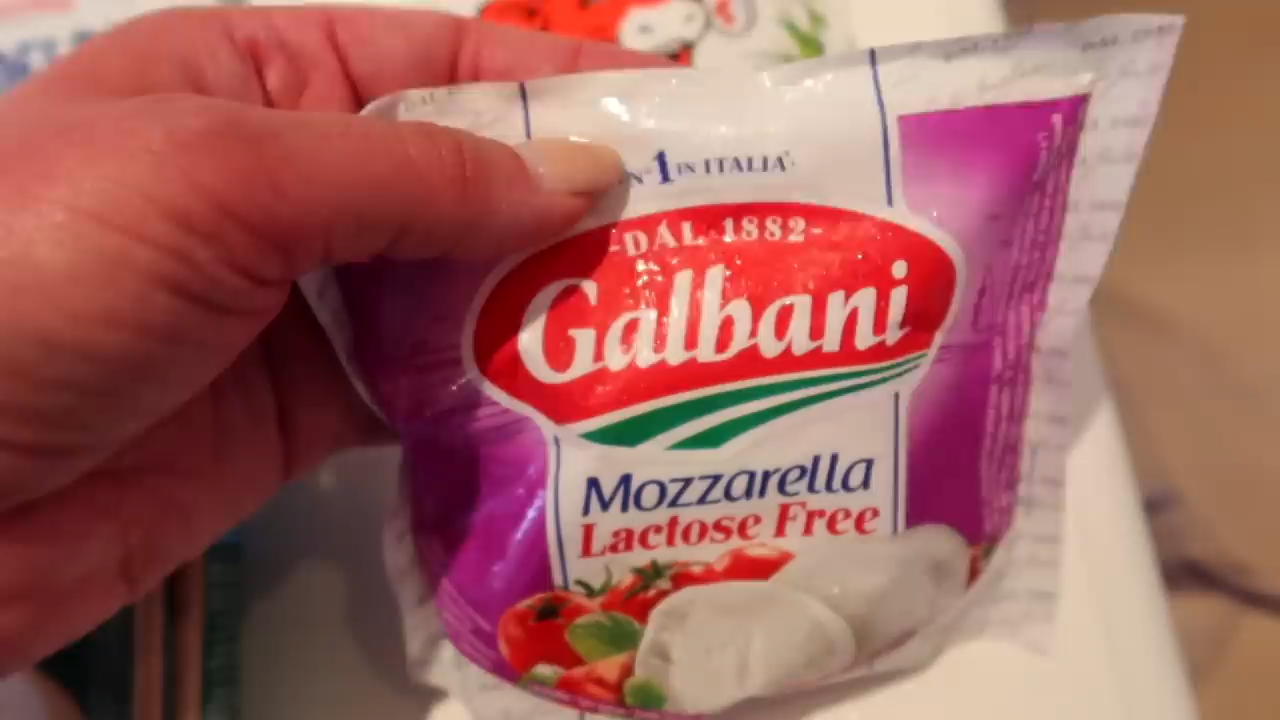 N°1 IN ITALIA
-DAL 1882-
Galbani
Mozzarella
Lactose Free